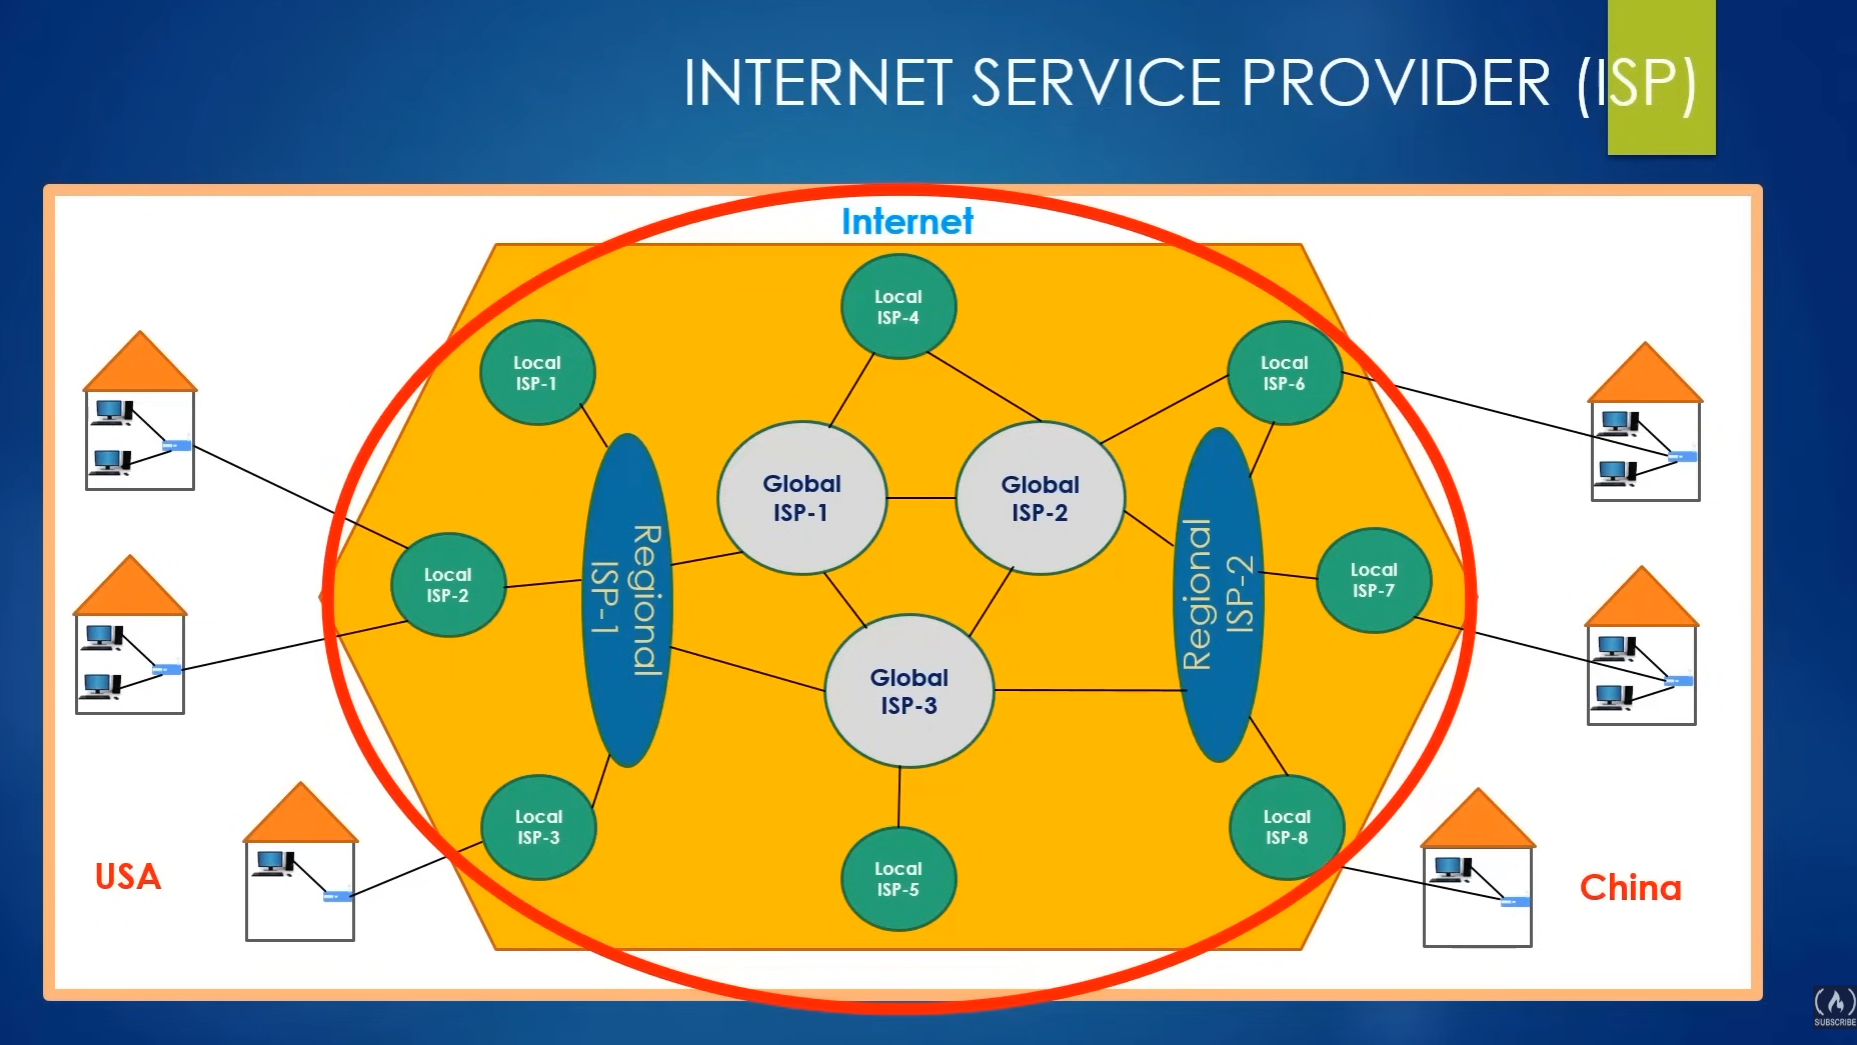 INTERNET SERVICE PROVIDER (ISP)
Internet
Local
ISP-4
Local
ISP-1
Local
ISP-6
Global
ISP-1
Global
ISP-2
Local
ISP-2
Regional
ISP-1
Regional
ISP-2
Local
ISP-7
Global
ISP-3
Local
ISP-3
Local
ISP-8
Local
ISP-5
USA
China
SUBSCRIBE